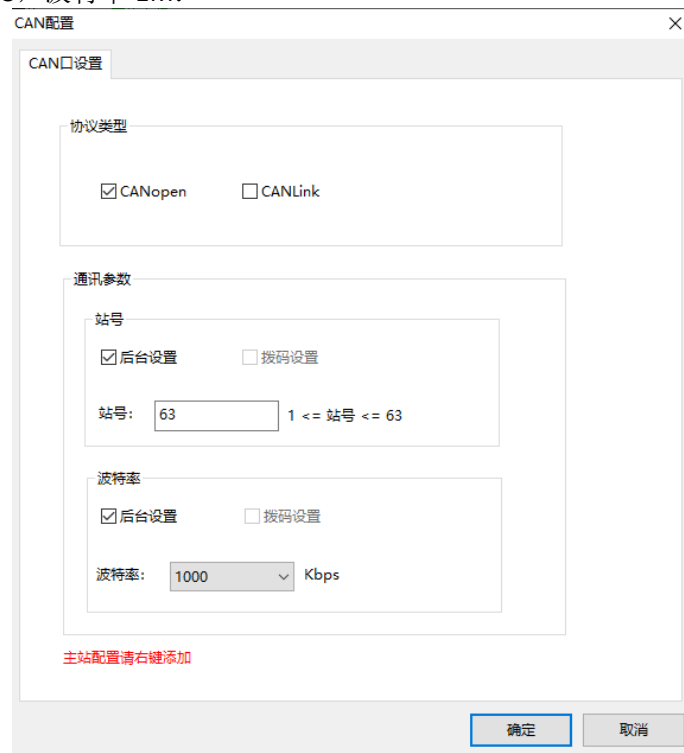 CAN配置
CAN口设置
协议类型
CANopen CANLink
通讯参数
站号
后台设置 拨码设置
站号: 63 1 <= 站号 <= 63
波特率
后台设置 拨码设置
波特率: 1000 Kbps
主站配置请右键添加
确定 取消